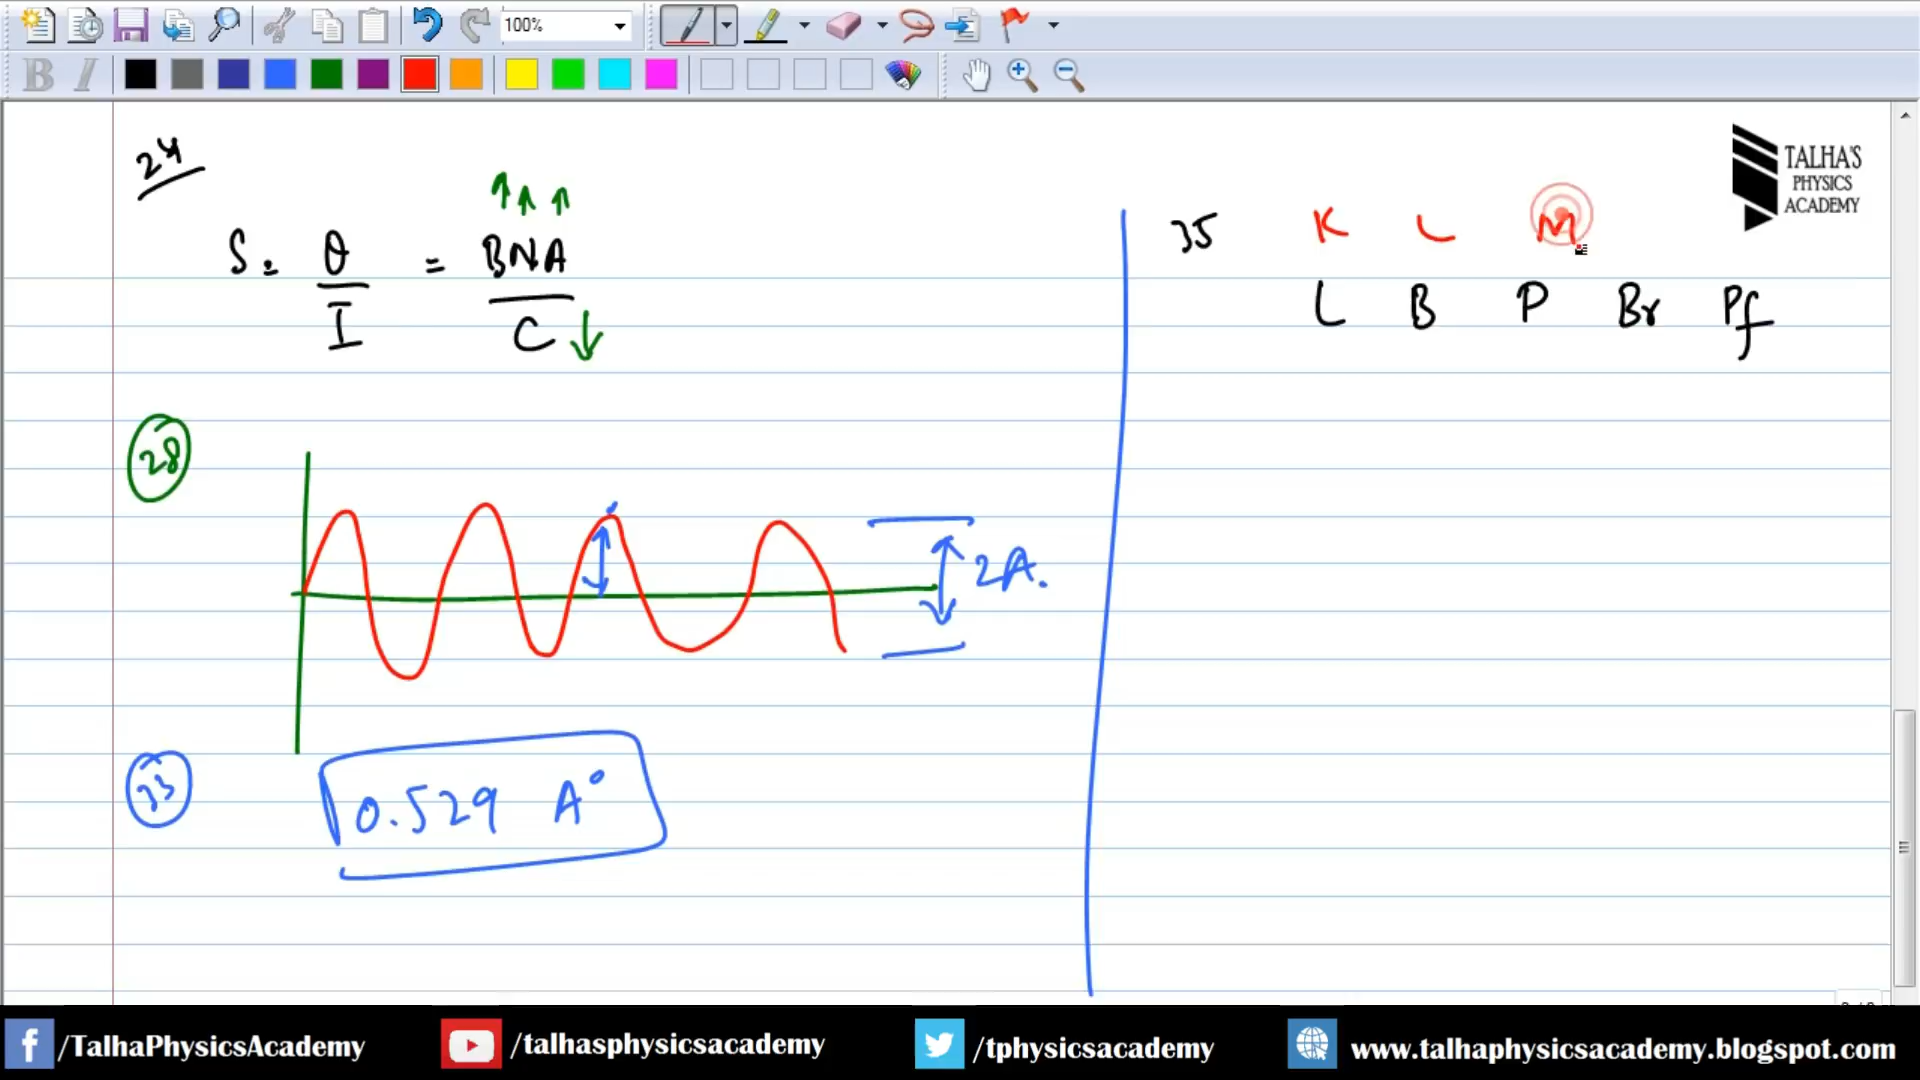 100%
B I
TALHA'S
PHYSICS
ACADEMY
24
S = θ/I = BNA/C
28
2A.
33
0.529 A°
35 K L M
L B P Br Pf
/TalhaPhysicsAcademy /talhasphysicsacademy /tphysicsacademy www.talhaphysicsacademy.blogspot.com